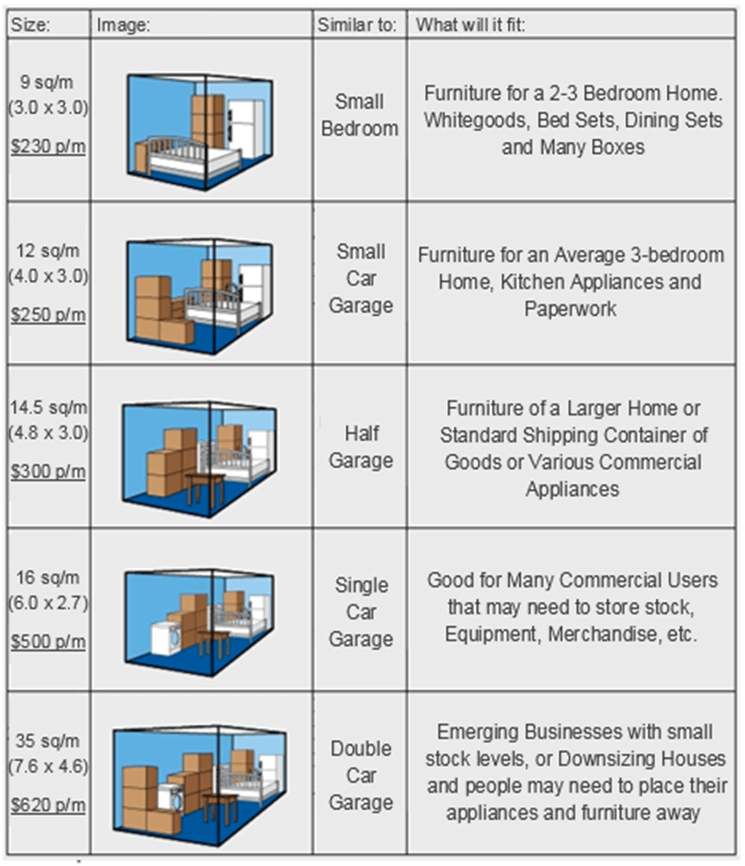 Size: Image: Similar to: What will it fit:
9 sq/m
(3.0 x 3.0)
$230 p/m
Small
Bedroom
Furniture for a 2-3 Bedroom Home.
Whitegoods, Bed Sets, Dining Sets
and Many Boxes
12 sq/m
(4.0 x 3.0)
$250 p/m
Small
Car
Garage
Furniture for an Average 3-bedroom
Home, Kitchen Appliances and
Paperwork
14.5 sq/m
(4.8 x 3.0)
$300 p/m
Half
Garage
Furniture of a Larger Home or
Standard Shipping Container of
Goods or Various Commercial
Appliances
16 sq/m
(6.0 x 2.7)
$500 p/m
Single
Car
Garage
Good for Many Commercial Users
that may need to store stock,
Equipment, Merchandise, etc.
35 sq/m
(7.6 x 4.6)
$620 p/m
Double
Car
Garage
Emerging Businesses with small
stock levels, or Downsizing Houses
and people may need to place their
appliances and furniture away